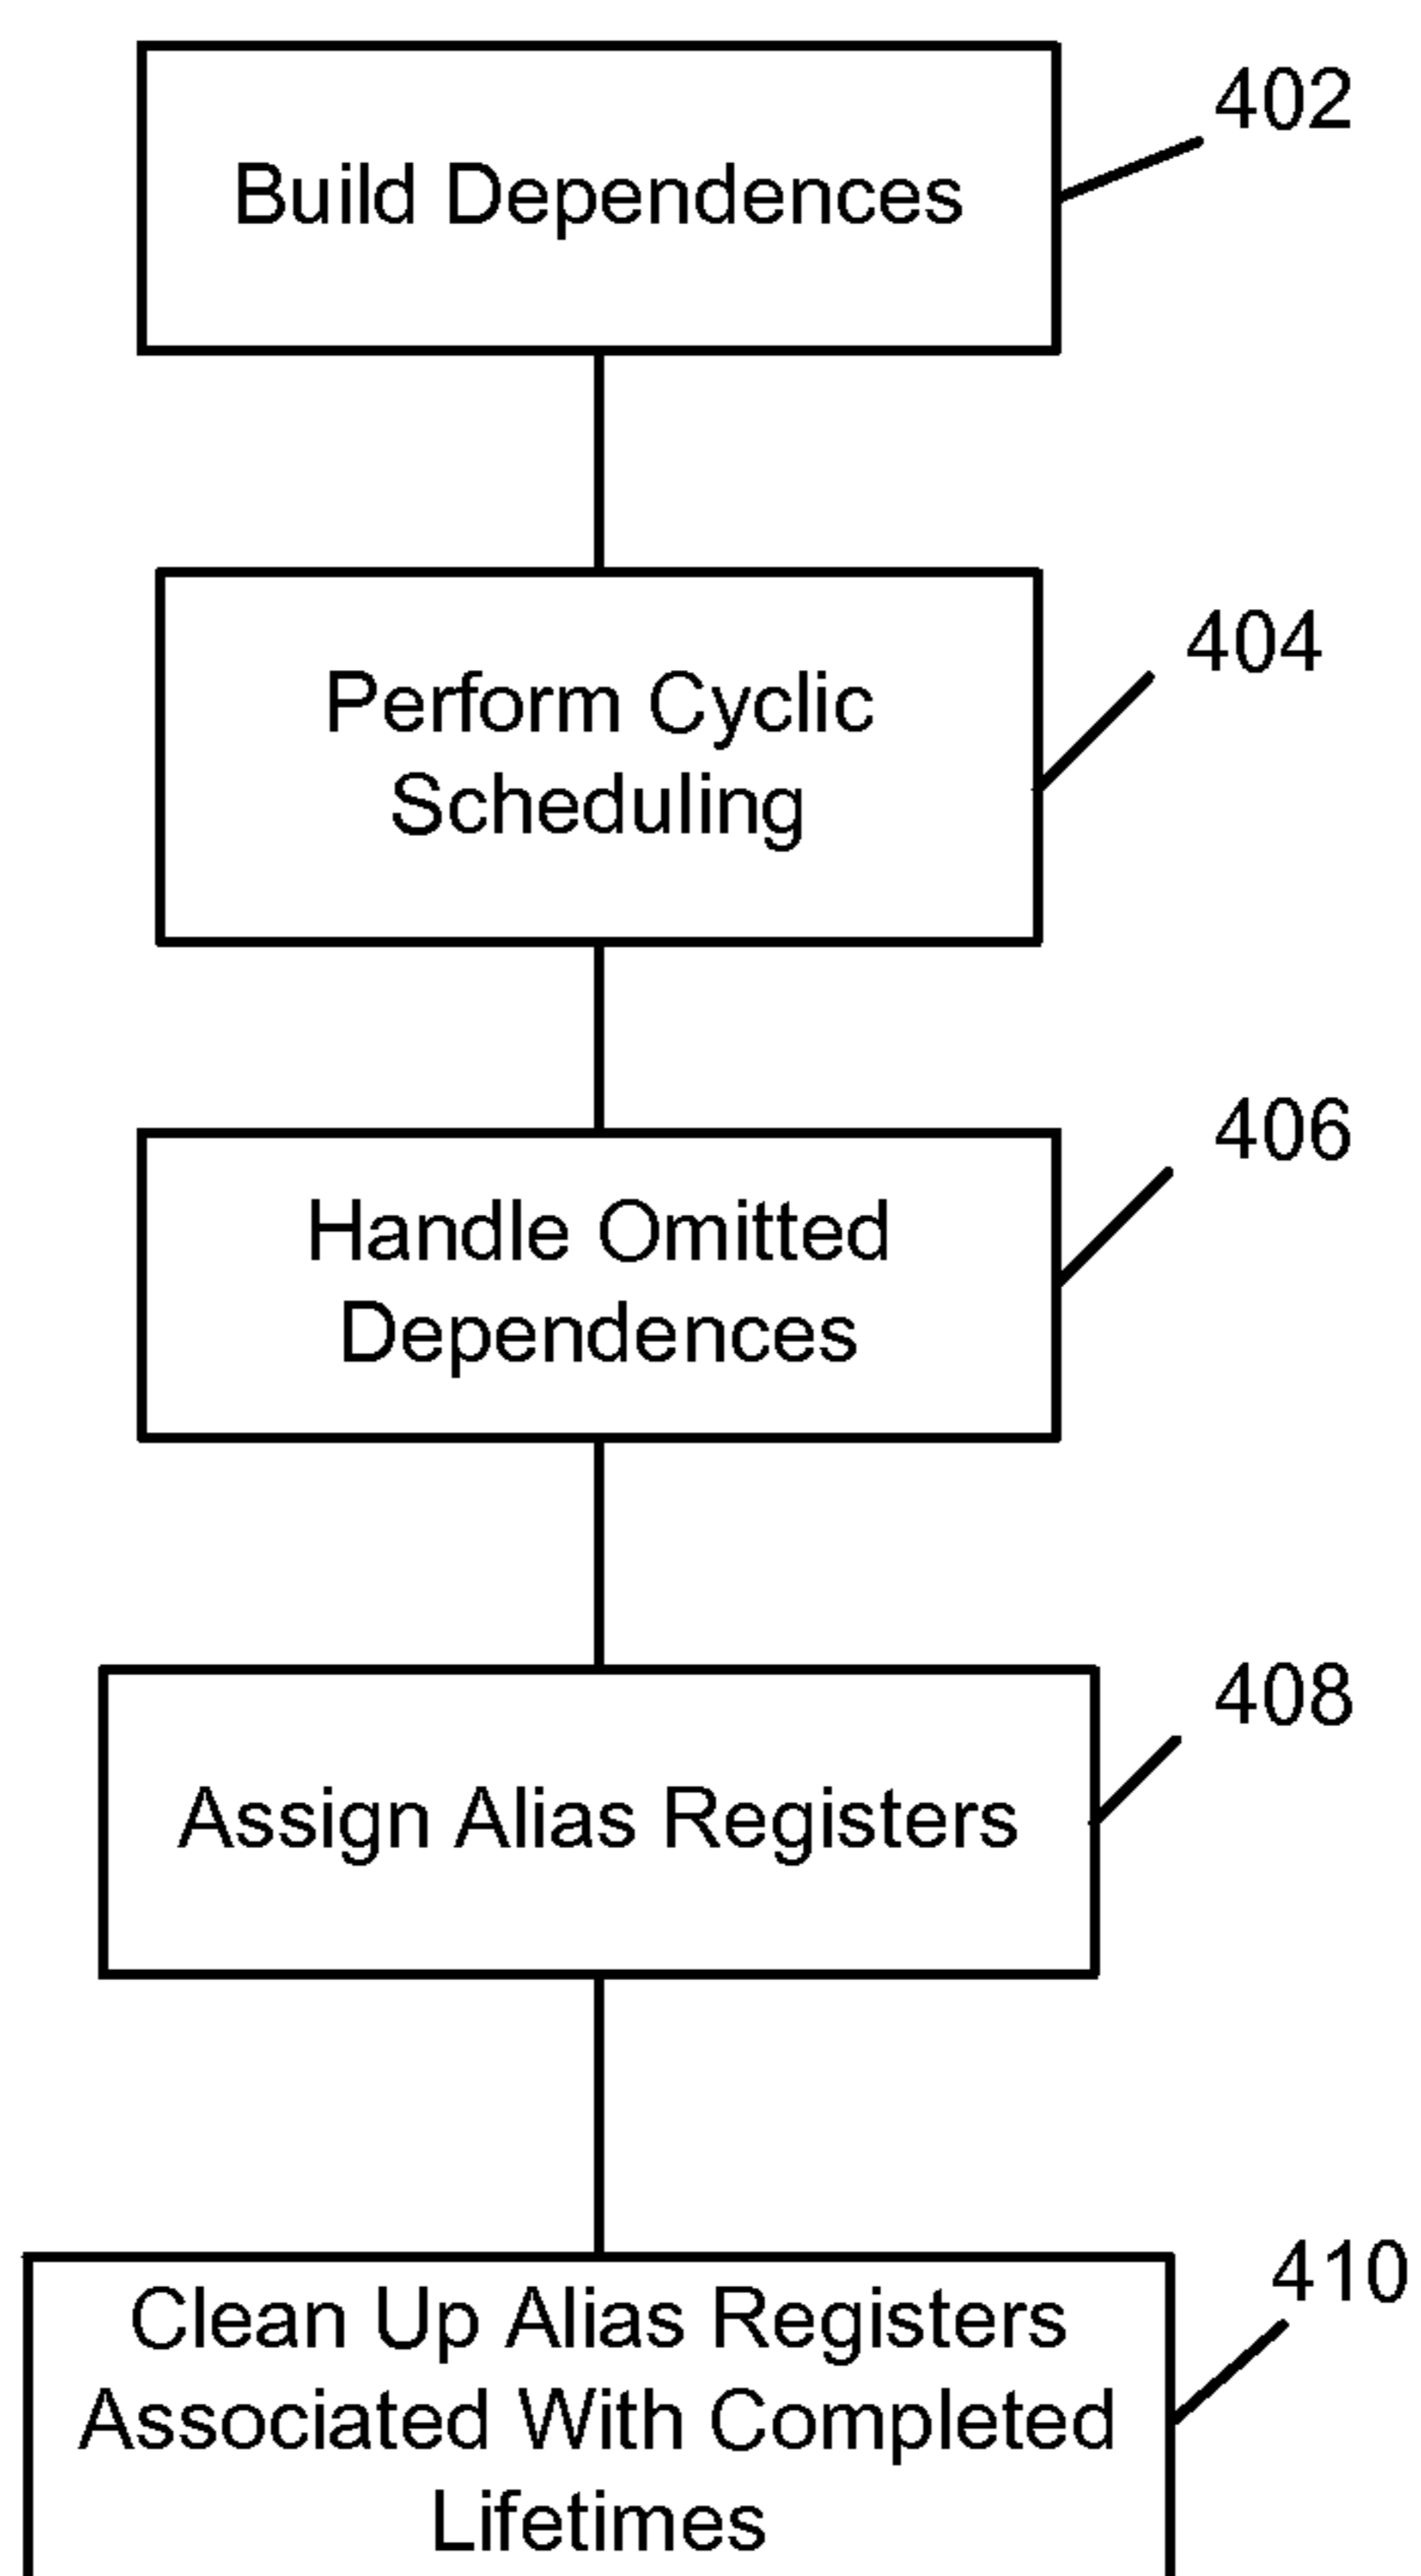 402
Build Dependences
404
Perform Cyclic
Scheduling
406
Handle Omitted
Dependences
408
Assign Alias Registers
410
Clean Up Alias Registers
Associated With Completed
Lifetimes